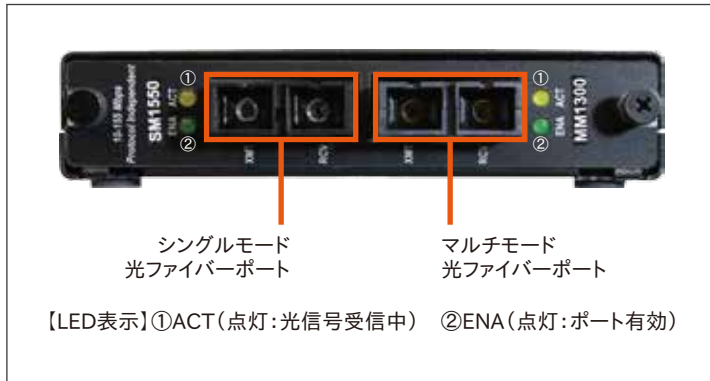 10-155 Mbps
Protocol Independent
SM1550
① ACT
② ENA
XMT
RCV
XMT
RCV
① ACT
② ENA
MM1300
シングルモード
光ファイバーポート
マルチモード
光ファイバーポート
【LED表示】①ACT（点灯：光信号受信中） ②ENA（点灯：ポート有効）